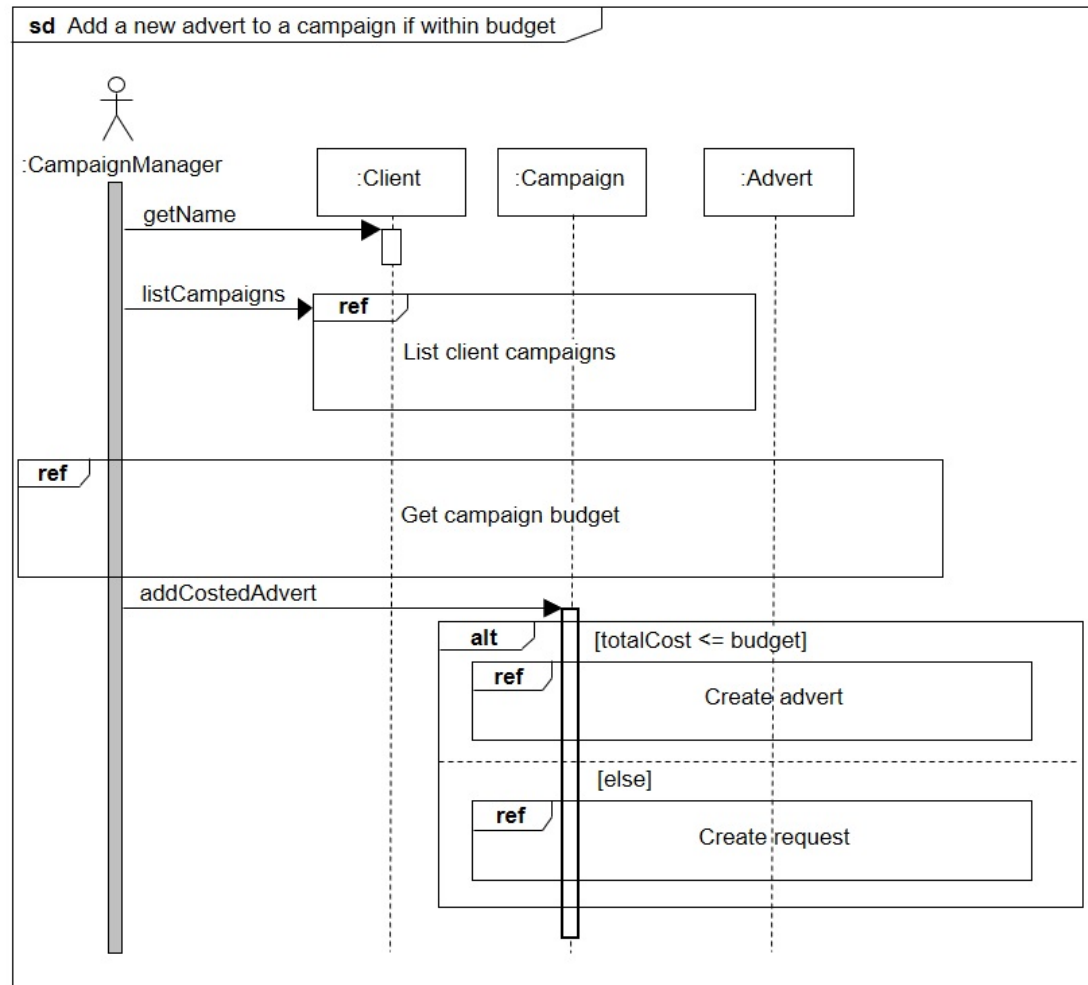 sd Add a new advert to a campaign if within budget
:CampaignManager
:Client
:Campaign
:Advert
getName
listCampaigns
ref
List client campaigns
ref
Get campaign budget
addCostedAdvert
alt
[totalCost <= budget]
ref
Create advert
[else]
ref
Create request